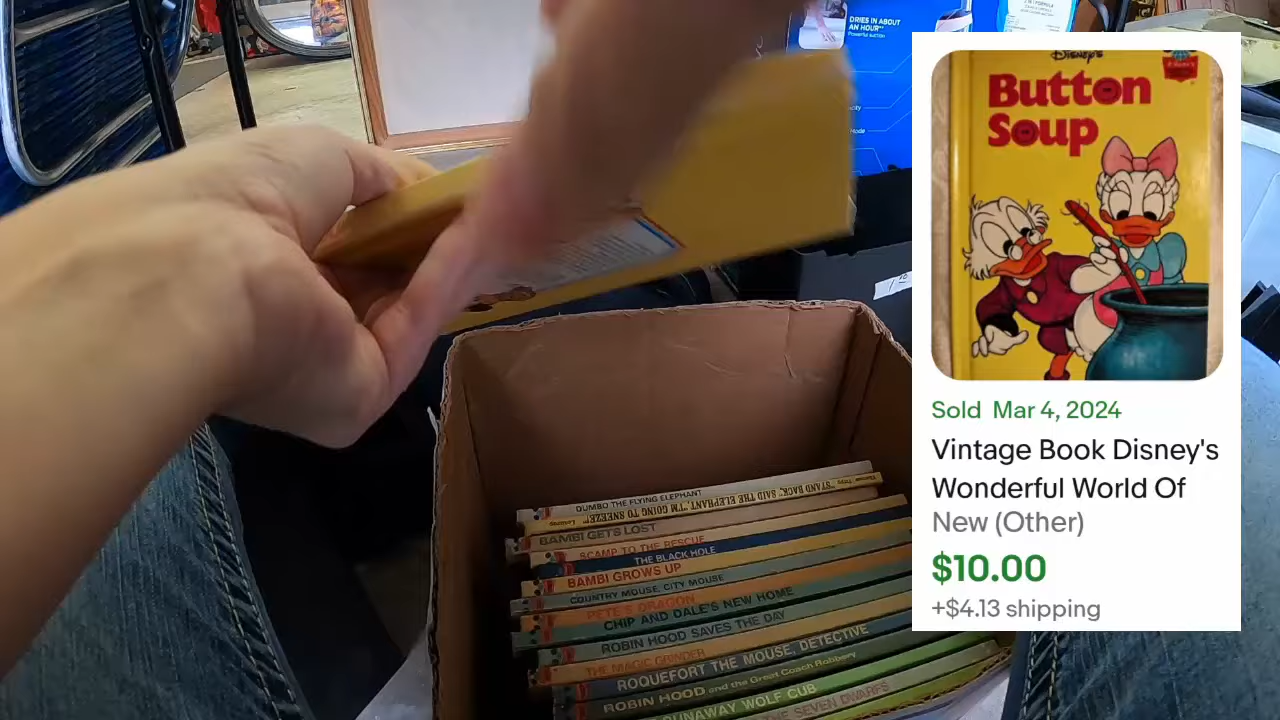 DRIES IN ABOUT
AN HOUR**
Powerful suction
Mode
DUMBO THE FLYING ELEPHANT
"STAND BACK," SAID THE ELEPHANT, "I'M GOING TO SNEEZE!"
BAMBI GETS LOST
SCAMP TO THE RESCUE
THE BLACK HOLE
BAMBI GROWS UP
COUNTRY MOUSE, CITY MOUSE
PETE'S DRAGON
CHIP AND DALE'S NEW HOME
ROBIN HOOD SAVES THE DAY
THE MAGIC GRINDER
ROQUEFORT THE MOUSE, DETECTIVE
ROBIN HOOD and the Great Coach Robbery
RUNAWAY WOLF CUB
THE SEVEN DWARFS
Disney's
Button
Soup
Sold Mar 4, 2024
Vintage Book Disney's
Wonderful World Of
New (Other)
$10.00
+$4.13 shipping